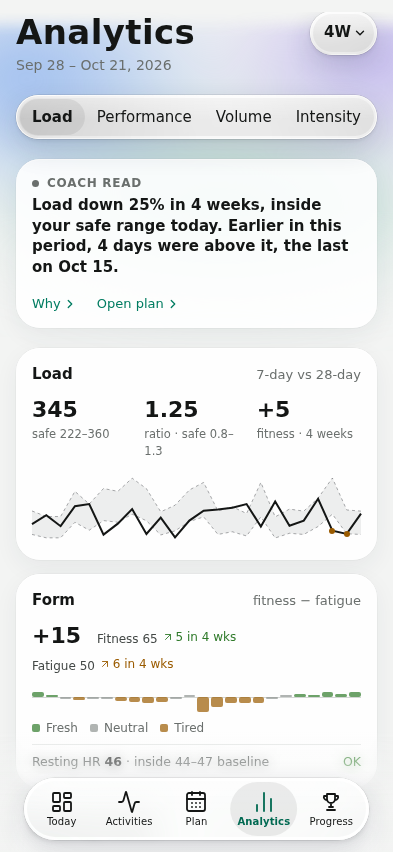 Analytics
4W
Sep 28 – Oct 21, 2026
Load Performance Volume Intensity
COACH READ
Load down 25% in 4 weeks, inside
your safe range today. Earlier in this
period, 4 days were above it, the last
on Oct 15.
Why Open plan
Load 7-day vs 28-day
345 1.25 +5
safe 222–360 ratio · safe 0.8–
1.3 fitness · 4 weeks
Form fitness − fatigue
+15 Fitness 65 5 in 4 wks
Fatigue 50 6 in 4 wks
Fresh Neutral Tired
Resting HR 46 · inside 44–47 baseline OK
Today Activities Plan Analytics Progress